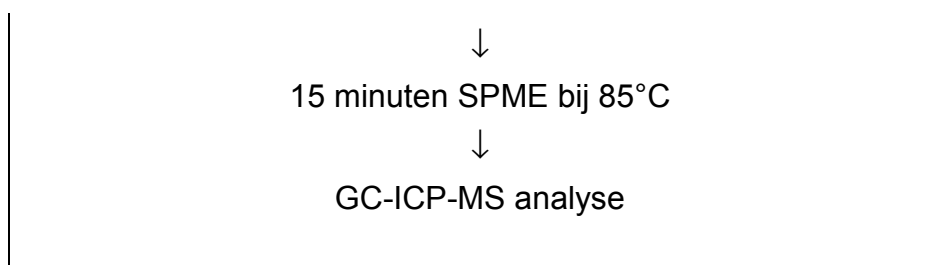 ↓
15 minuten SPME bij 85°C
↓
GC-ICP-MS analyse